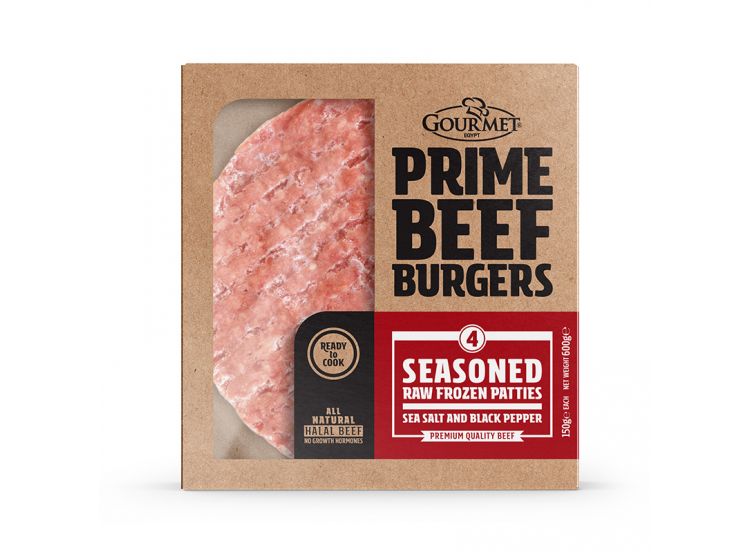 GOURMET®
EGYPT
PRIME
BEEF
BURGERS
READY
to
COOK
ALL
NATURAL
HALAL BEEF
NO GROWTH HORMONES
4
SEASONED
RAW FROZEN PATTIES
SEA SALT AND BLACK PEPPER
PREMIUM QUALITY BEEF
150g℮ EACH NET WEIGHT 600g℮